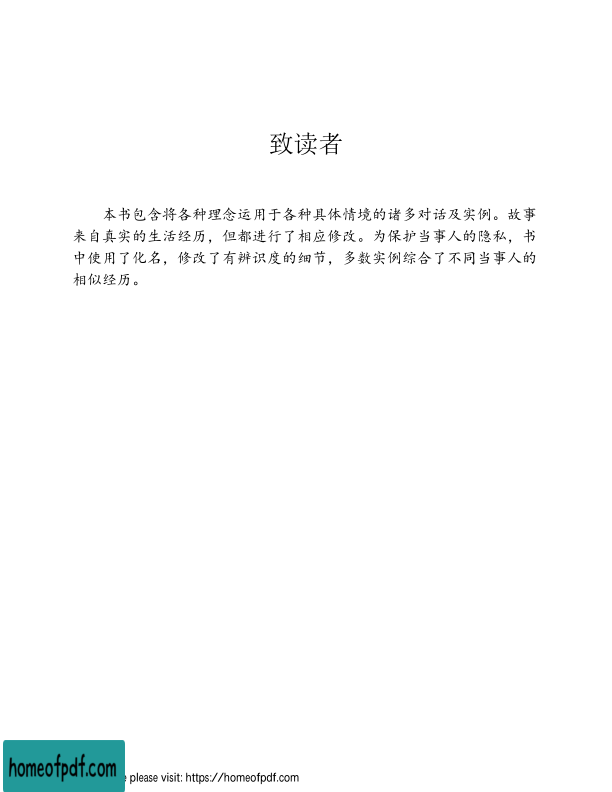 致读者
本书包含将各种理念运用于各种具体情境的诸多对话及实例。故事
来自真实的生活经历，但都进行了相应修改。为保护当事人的隐私，书
中使用了化名，修改了有辨识度的细节，多数实例综合了不同当事人的
相似经历。
homeofpdf.com
please visit: https://homeofpdf.com